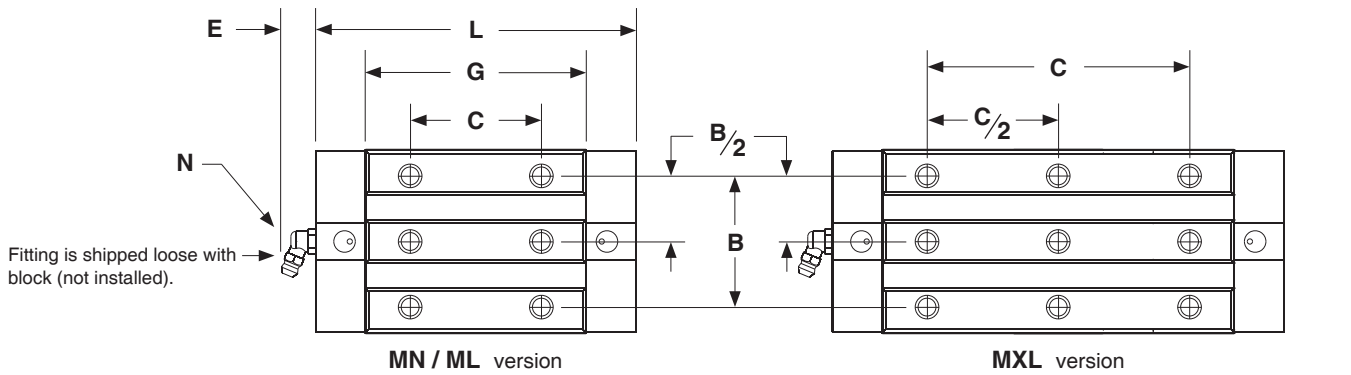 E
L
G
C
C
C/2
B/2
B
N
Fitting is shipped loose with
block (not installed).
MN / ML version
MXL version